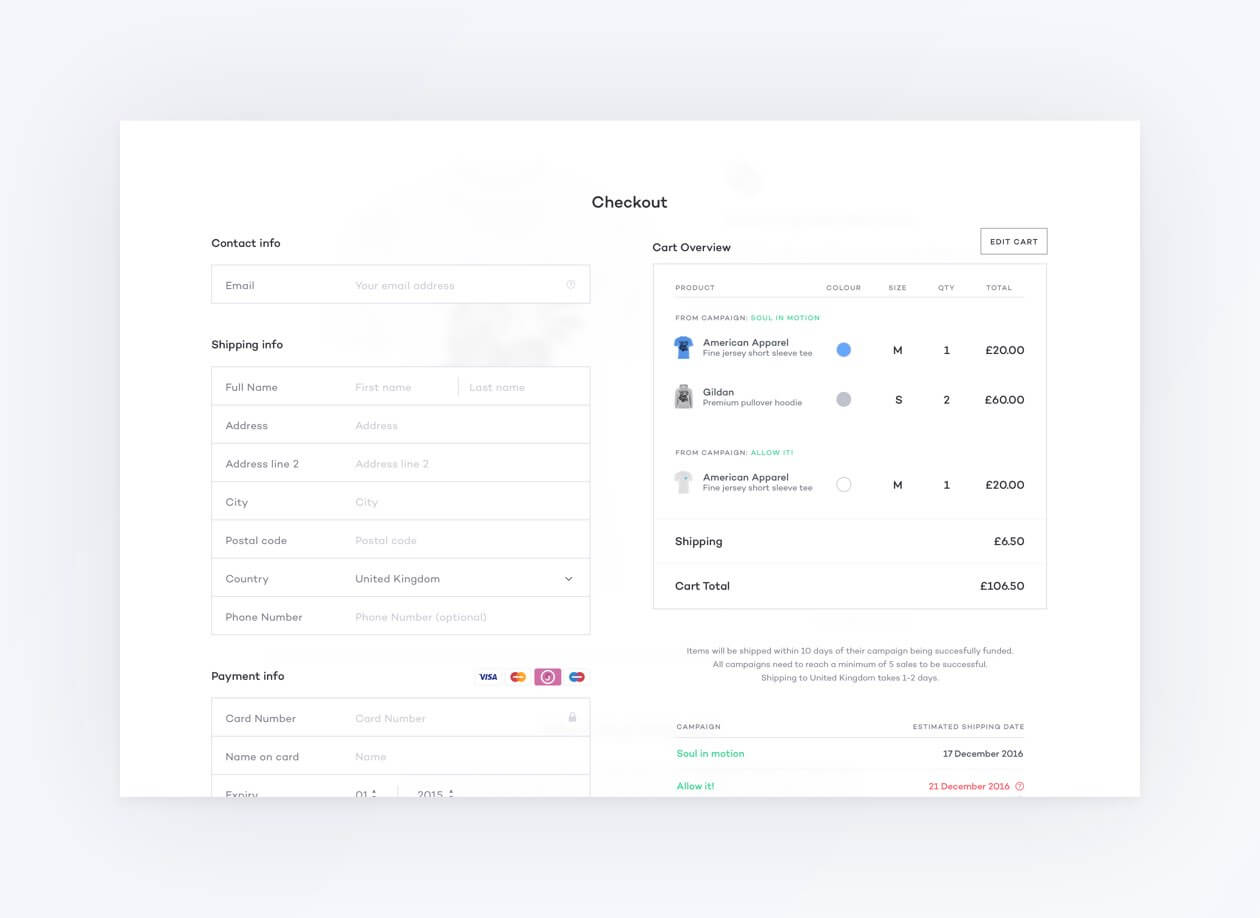 Checkout
Contact info
Email Your email address
Shipping info
Full Name First name Last name
Address Address
Address line 2 Address line 2
City City
Postal code Postal code
Country United Kingdom
Phone Number Phone Number (optional)
Payment info VISA
Card Number Card Number
Name on card Name
Expiry 01 2015
Cart Overview EDIT CART
PRODUCT COLOUR SIZE QTY TOTAL
FROM CAMPAIGN: SOUL IN MOTION
American Apparel
Fine jersey short sleeve tee M 1 £20.00
Gildan
Premium pullover hoodie S 2 £60.00
FROM CAMPAIGN: ALLOW IT!
American Apparel
Fine jersey short sleeve tee M 1 £20.00
Shipping £6.50
Cart Total £106.50
Items will be shipped within 10 days of their campaign being succesfully funded.
All campaigns need to reach a minimum of 5 sales to be successful.
Shipping to United Kingdom takes 1-2 days.
CAMPAIGN ESTIMATED SHIPPING DATE
Soul in motion 17 December 2016
Allow it! 21 December 2016